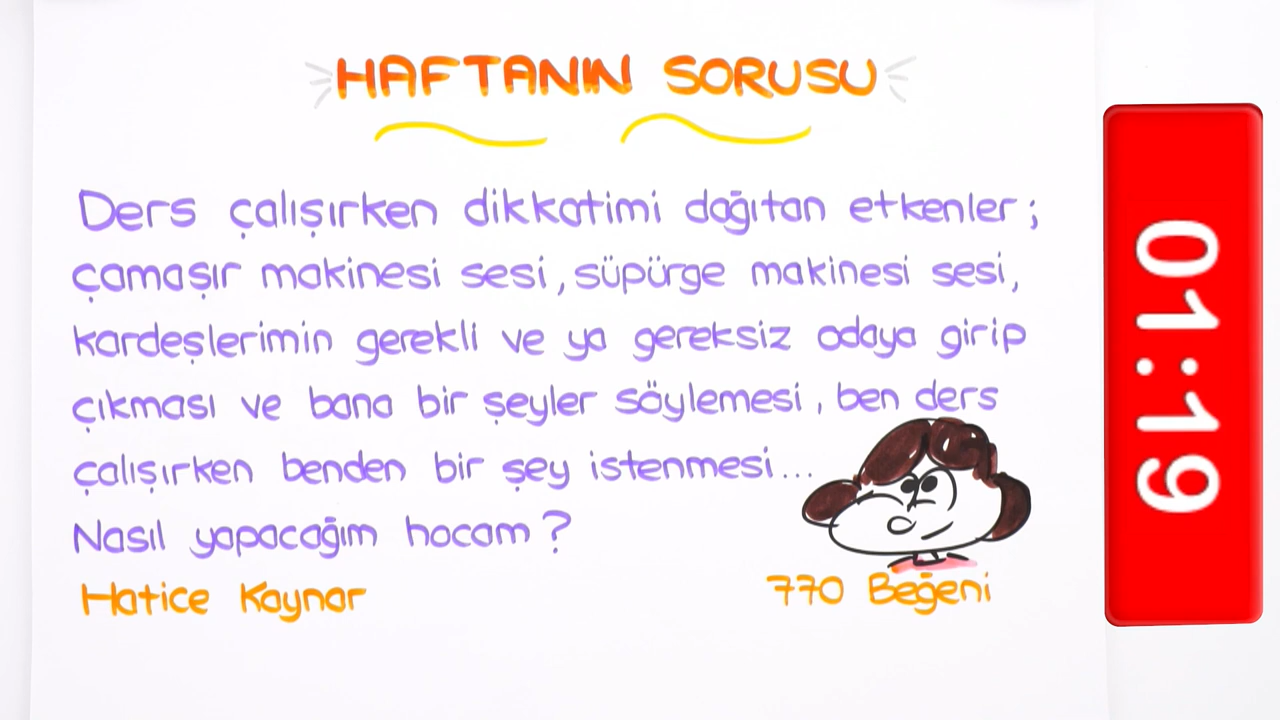 HAFTANIN SORUSU
Ders çalışırken dikkatimi dağıtan etkenler;
çamaşır makinesi sesi, süpürge makinesi sesi,
kardeşlerimin gerekli ve ya gereksiz odaya girip
çıkması ve bana bir şeyler söylemesi, ben ders
çalışırken benden bir şey istenmesi...
Nasıl yapacağım hocam?
Hatice Kaynar
770 Beğeni
01:19